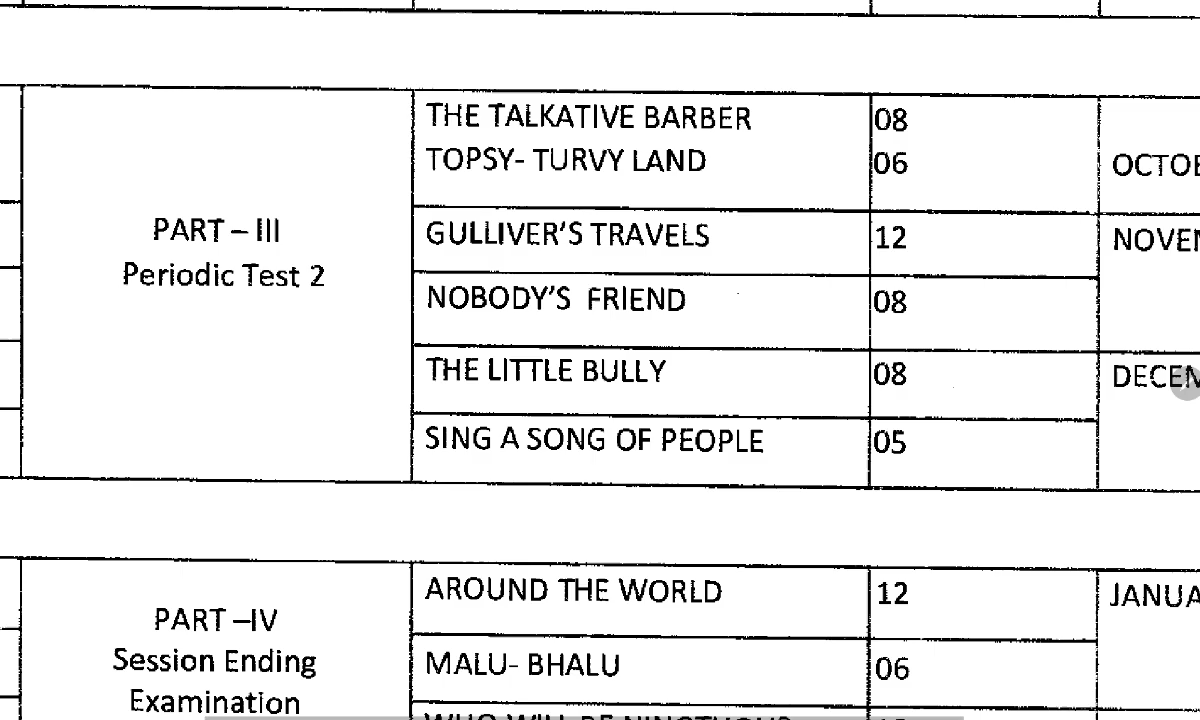 THE TALKATIVE BARBER 08
TOPSY- TURVY LAND 06
PART – III
Periodic Test 2
GULLIVER'S TRAVELS 12
NOBODY'S FRIEND 08
THE LITTLE BULLY 08
SING A SONG OF PEOPLE 05
PART –IV
Session Ending
Examination
AROUND THE WORLD 12
MALU- BHALU 06